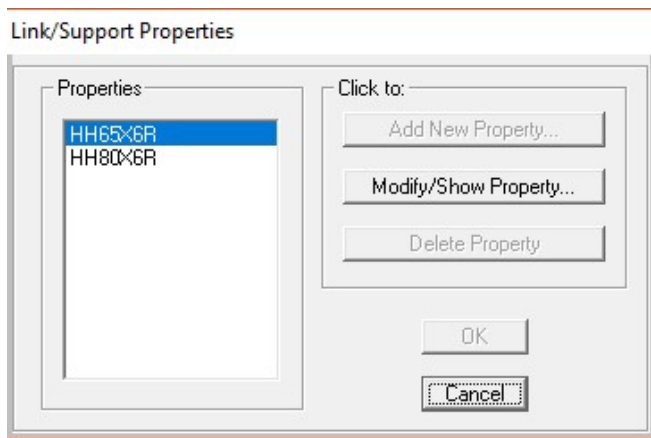 Link/Support Properties
Properties
HH65X6R
HH80X6R
Click to:
Add New Property...
Modify/Show Property...
Delete Property
OK
Cancel